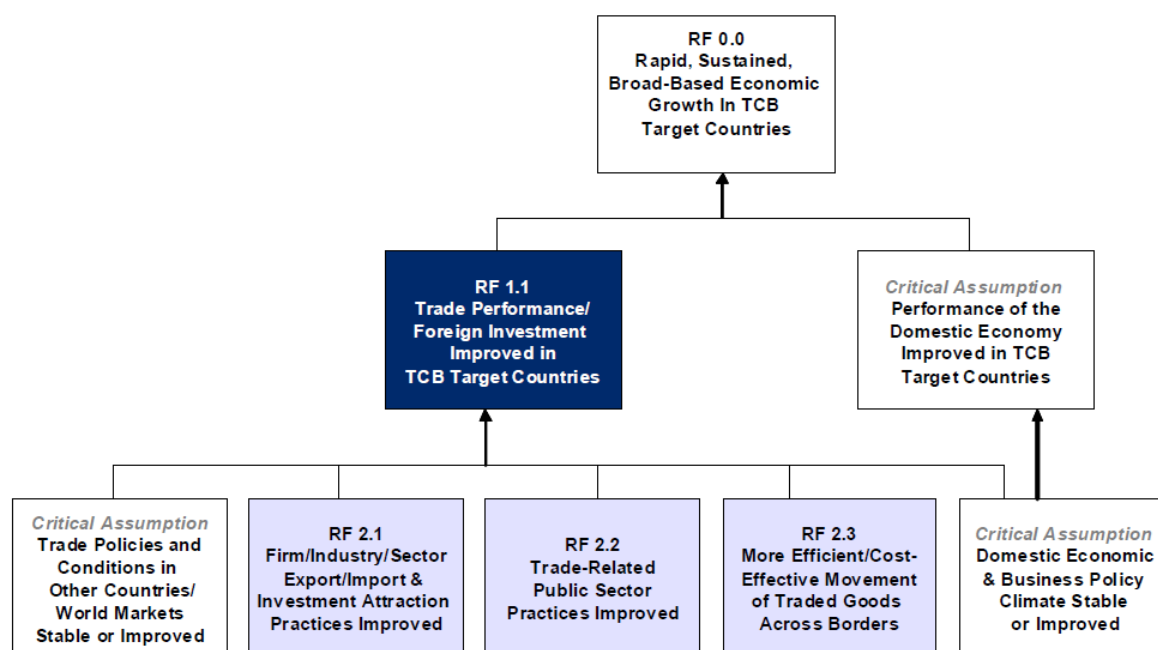 RF 0.0
Rapid, Sustained,
Broad-Based Economic
Growth In TCB
Target Countries
RF 1.1
Trade Performance/
Foreign Investment
Improved in
TCB Target Countries
Critical Assumption
Performance of the
Domestic Economy
Improved in TCB
Target Countries
Critical Assumption
Trade Policies and
Conditions in
Other Countries/
World Markets
Stable or Improved
RF 2.1
Firm/Industry/Sector
Export/Import &
Investment Attraction
Practices Improved
RF 2.2
Trade-Related
Public Sector
Practices Improved
RF 2.3
More Efficient/Cost-
Effective Movement
of Traded Goods
Across Borders
Critical Assumption
Domestic Economic
& Business Policy
Climate Stable
or Improved